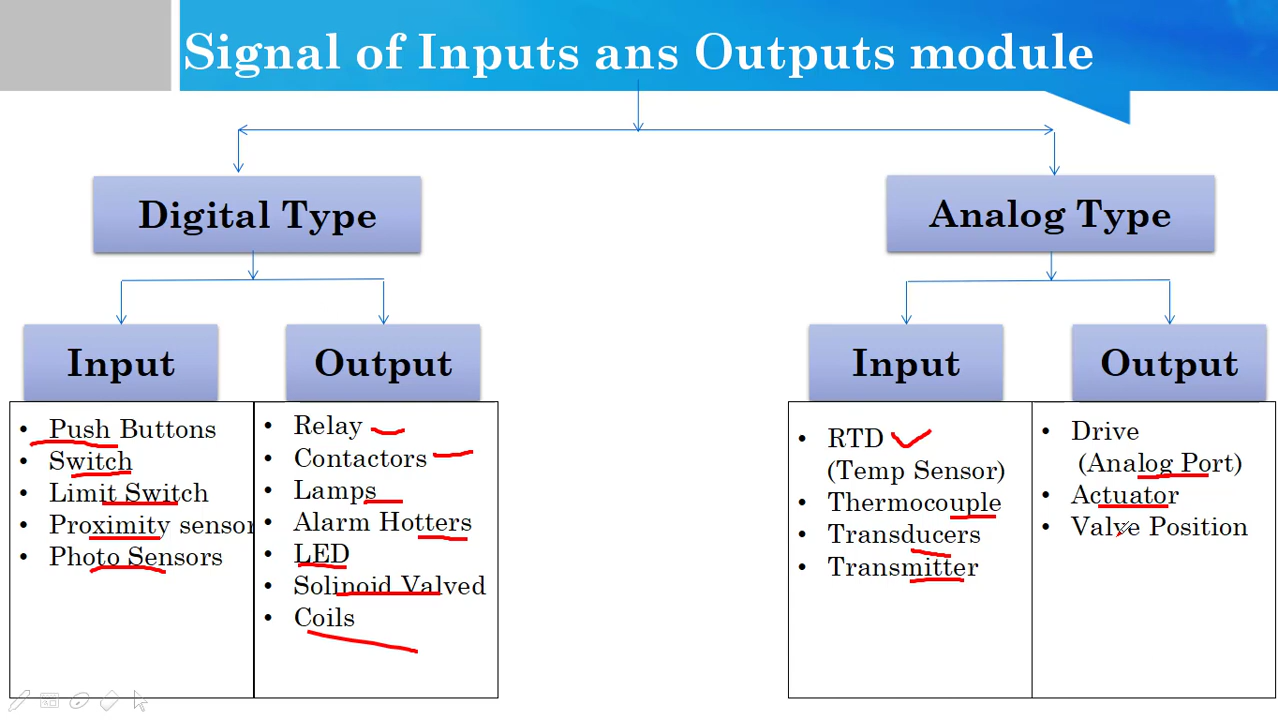 Signal of Inputs ans Outputs module
Digital Type
Analog Type
Input
Output
Input
Output
• Push Buttons
• Switch
• Limit Switch
• Proximity sensor
• Photo Sensors
• Relay
• Contactors
• Lamps
• Alarm Hotters
• LED
• Solinoid Valved
• Coils
• RTD
(Temp Sensor)
• Thermocouple
• Transducers
• Transmitter
• Drive
(Analog Port)
• Actuator
• Valve Position